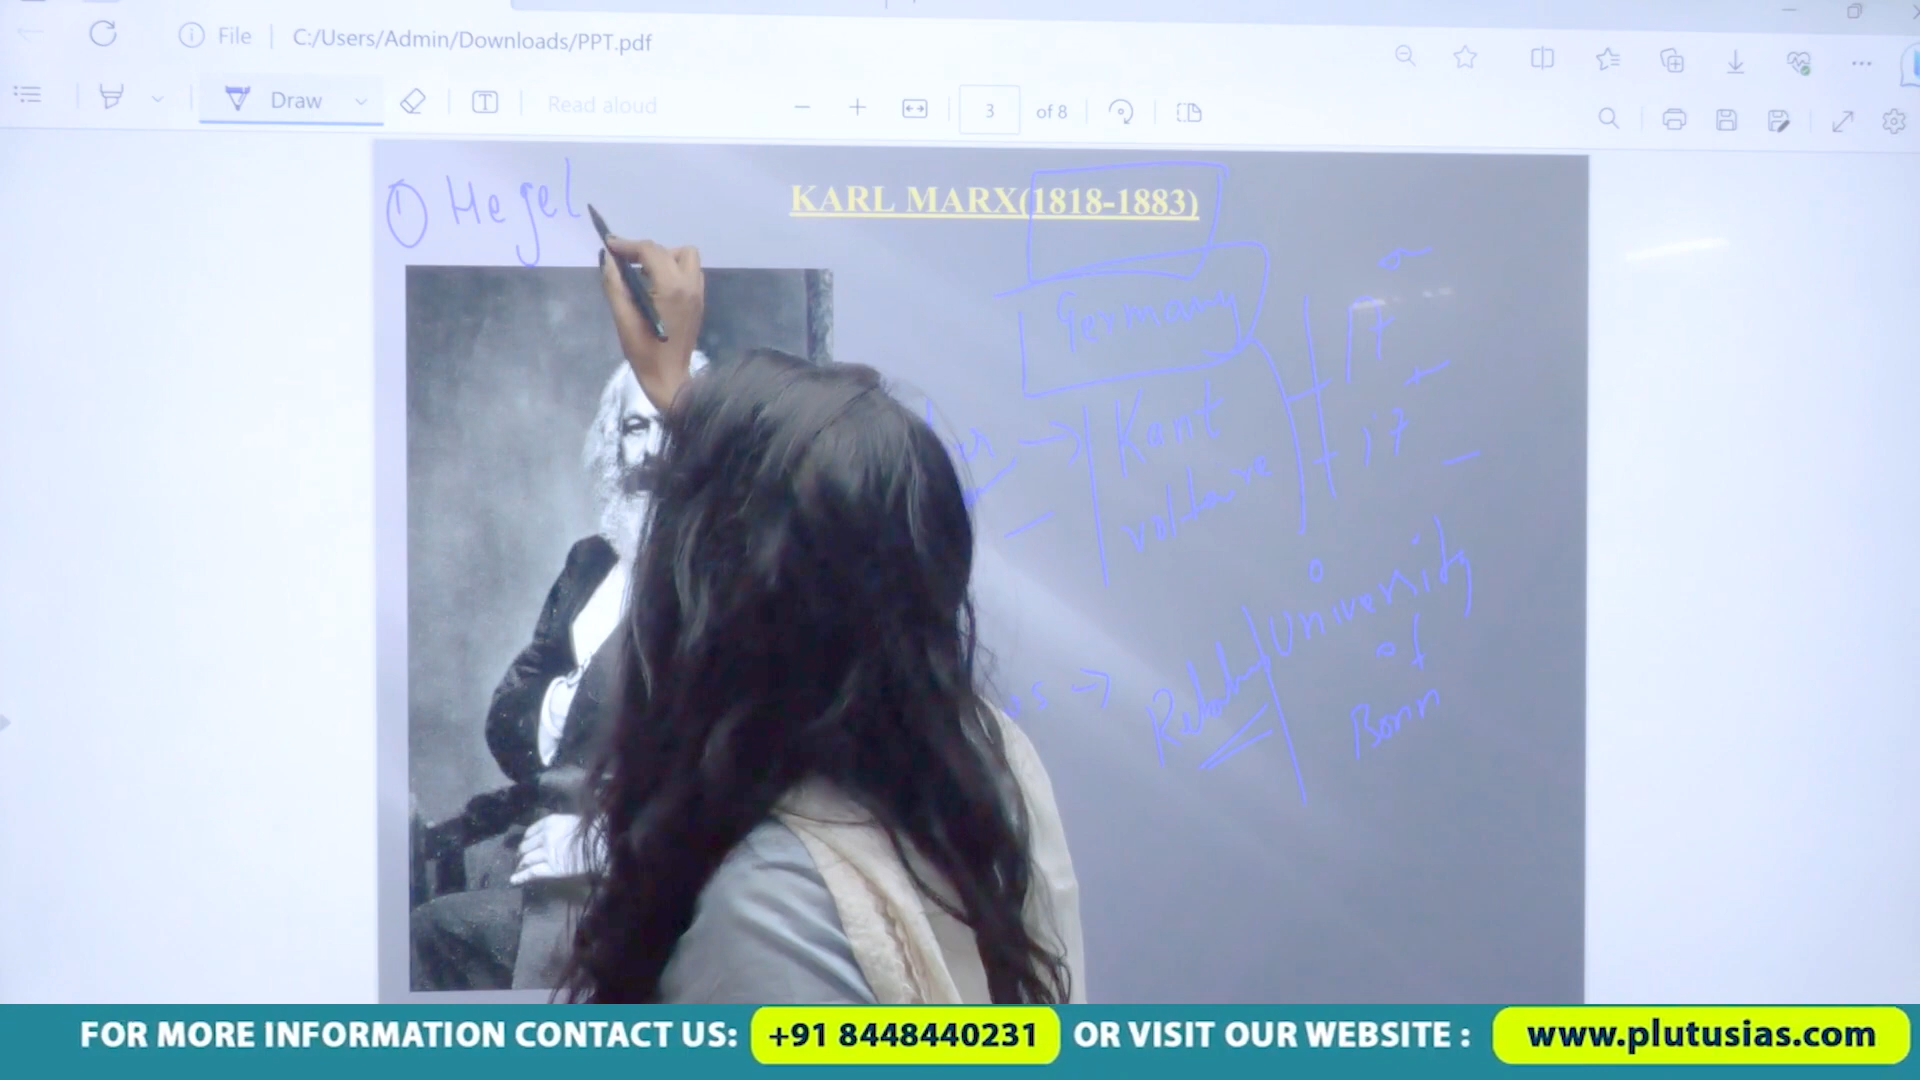 File
C:/Users/Admin/Downloads/PPT.pdf
Draw
Read aloud
3 of 8
① Hegel
KARL MARX(1818-1883)
Germany
17
17
Kant
Voltaire
University
of
Bonn
FOR MORE INFORMATION CONTACT US: +91 8448440231 OR VISIT OUR WEBSITE : www.plutusias.com